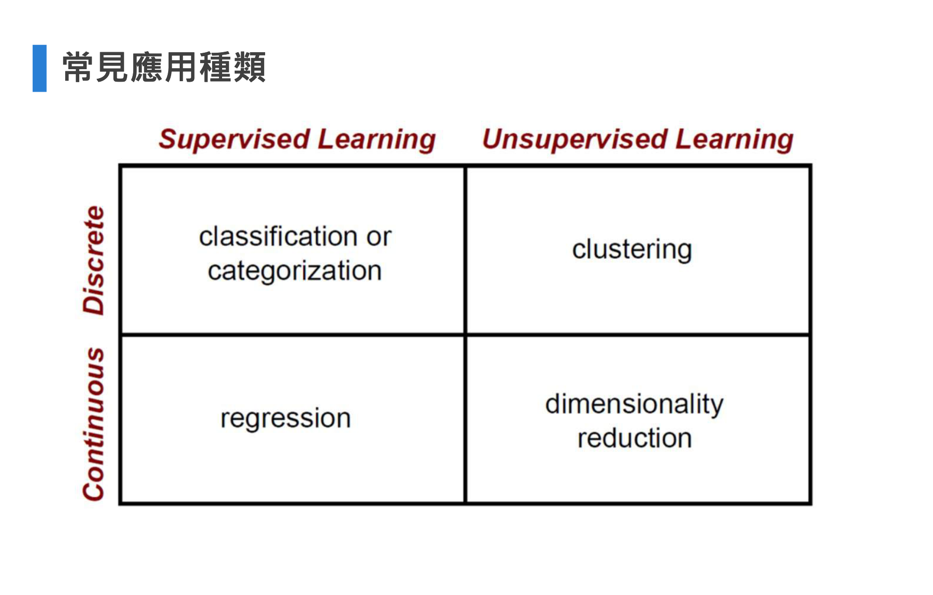 常見應用種類
Supervised Learning
Unsupervised Learning
Discrete
classification or
categorization
clustering
Continuous
regression
dimensionality
reduction